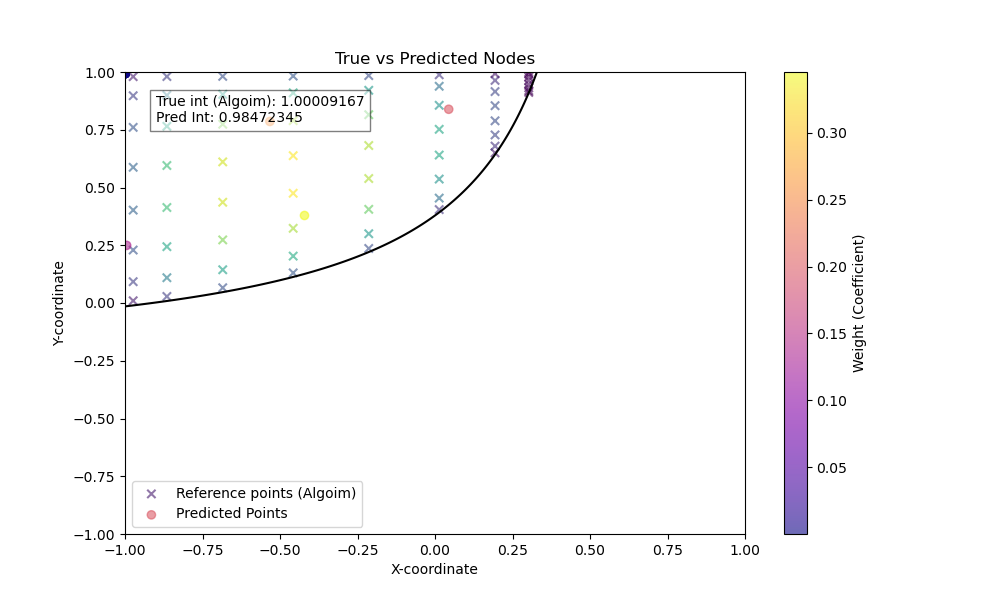 True vs Predicted Nodes
True int (Algoim): 1.00009167
Pred Int: 0.98472345
1.00
0.75
0.50
0.25
0.00
−0.25
−0.50
−0.75
−1.00
Y-coordinate
Reference points (Algoim)
Predicted Points
−1.00 −0.75 −0.50 −0.25 0.00 0.25 0.50 0.75 1.00
X-coordinate
0.30
0.25
0.20
0.15
0.10
0.05
Weight (Coefficient)